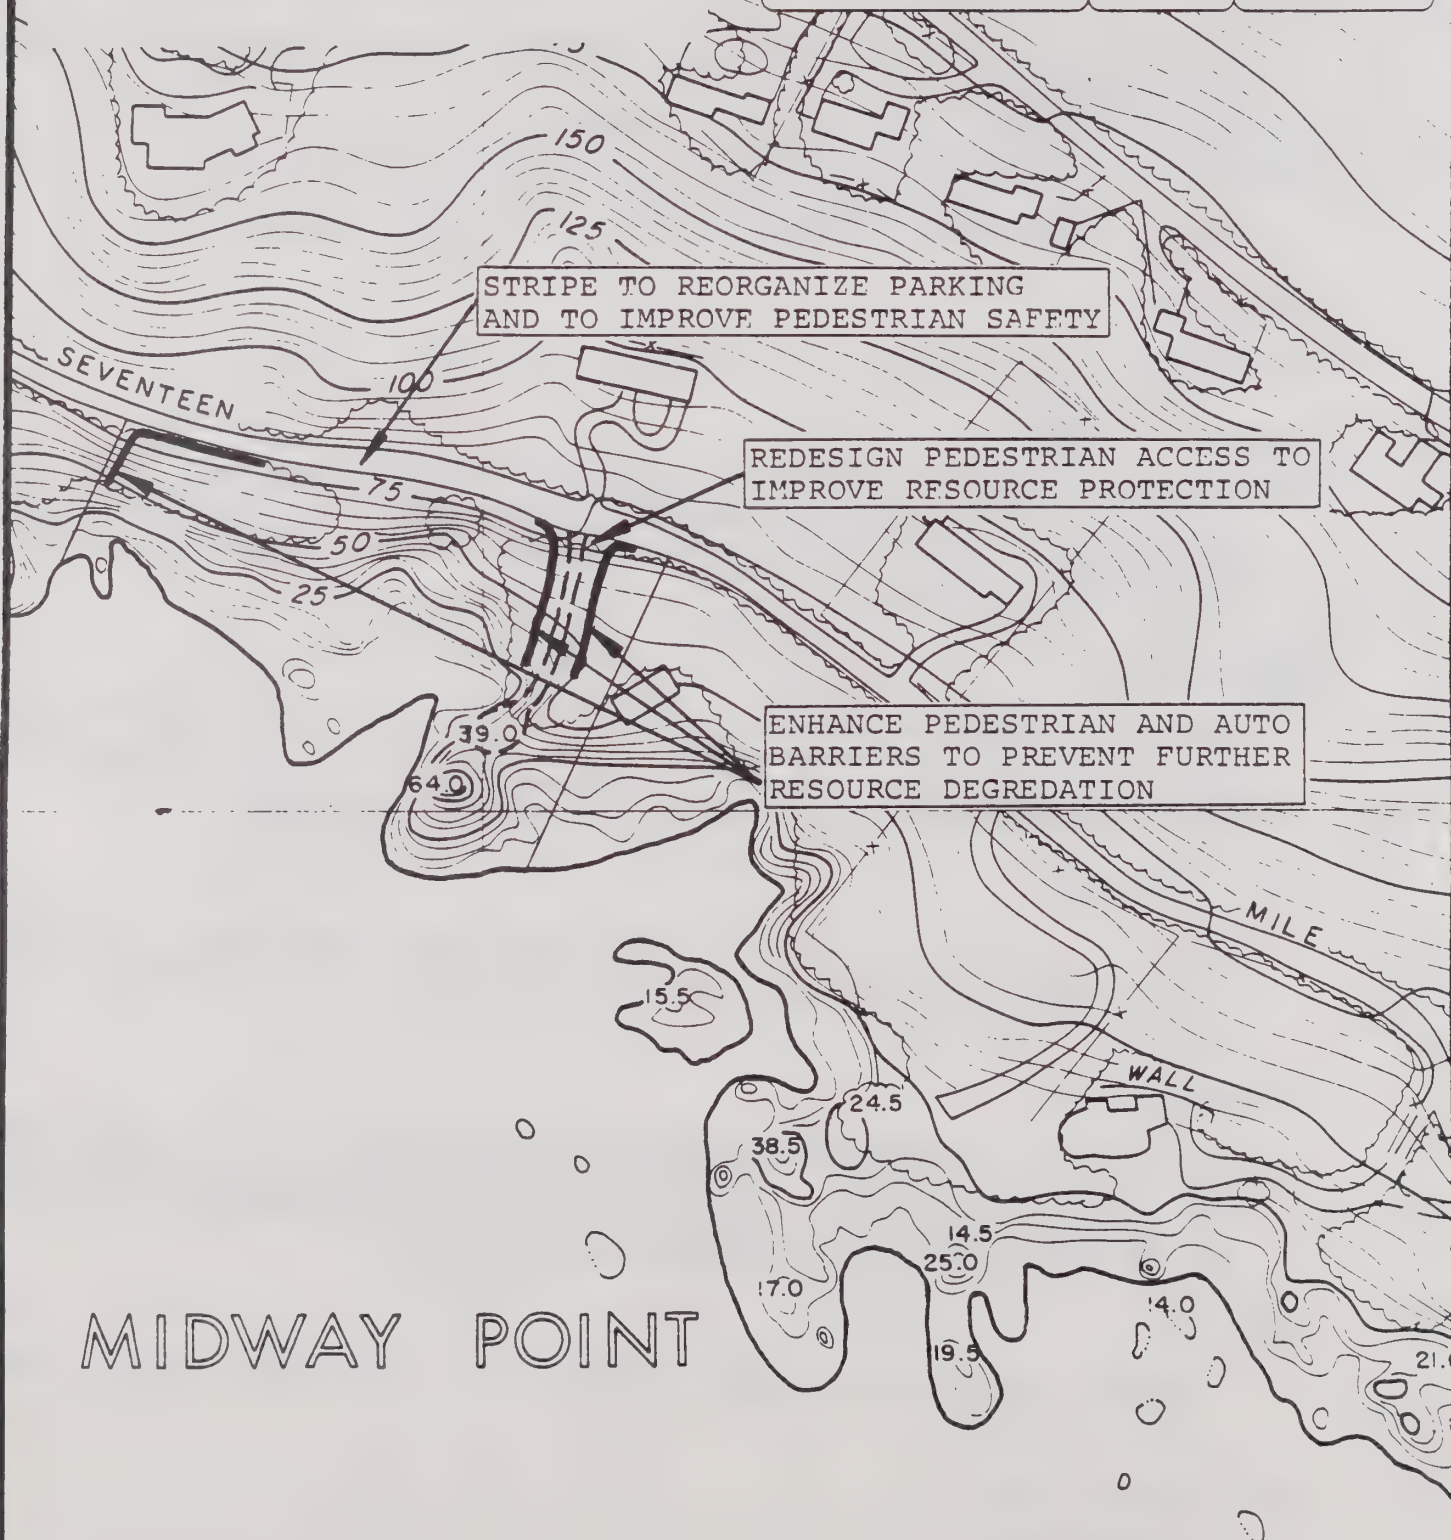 150
125
STRIPE TO REORGANIZE PARKING
AND TO IMPROVE PEDESTRIAN SAFETY
SEVENTEEN
100
REDESIGN PEDESTRIAN ACCESS TO
IMPROVE RESOURCE PROTECTION
75
50
25
ENHANCE PEDESTRIAN AND AUTO
BARRIERS TO PREVENT FURTHER
RESOURCE DEGREDATION
39.0
64.0
MILE
15.5
WALL
24.5
38.5
14.5
25.0
17.0
14.0
MIDWAY POINT
19.5